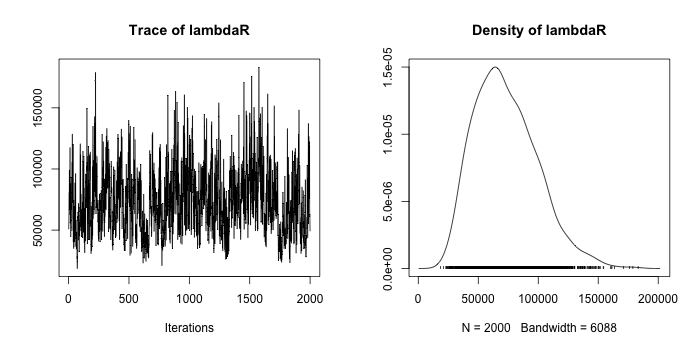 Trace of lambdaR
50000
100000
150000
0
500
1000
1500
2000
Iterations
Density of lambdaR
0.0e+00
5.0e-06
1.0e-05
1.5e-05
0
50000
100000
150000
200000
N = 2000   Bandwidth = 6088